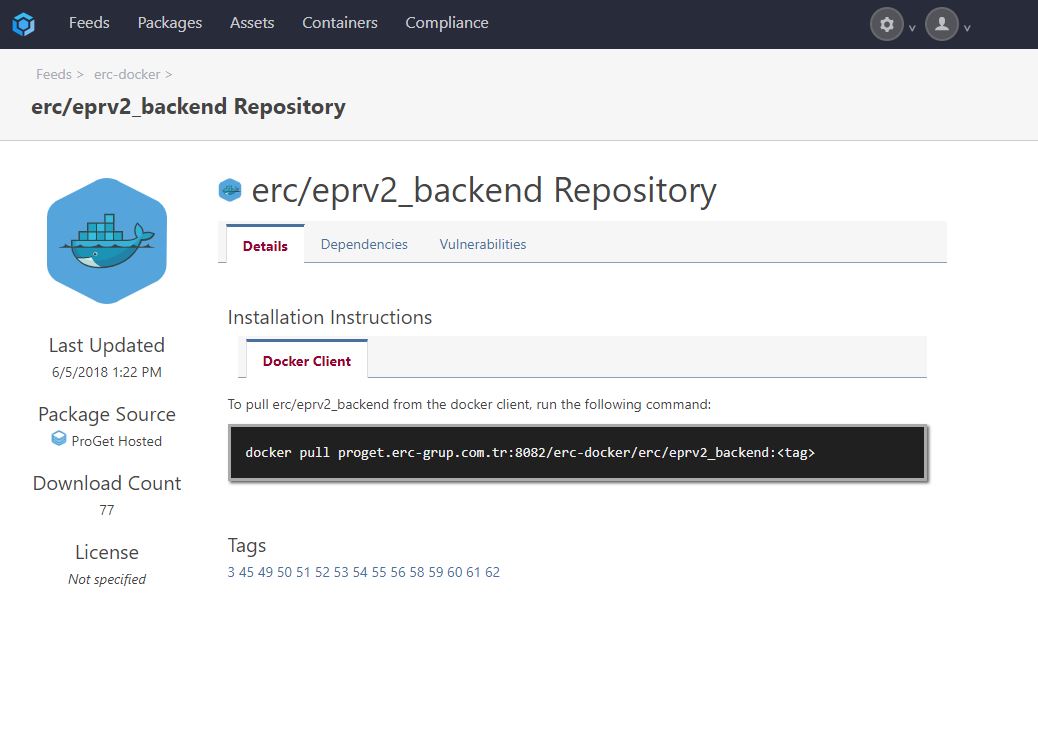 Feeds Packages Assets Containers Compliance
Feeds > erc-docker >
erc/eprv2_backend Repository
erc/eprv2_backend Repository
Details Dependencies Vulnerabilities
Last Updated
6/5/2018 1:22 PM
Package Source
ProGet Hosted
Download Count
77
License
Not specified
Installation Instructions
Docker Client
To pull erc/eprv2_backend from the docker client, run the following command:
docker pull proget.erc-grup.com.tr:8082/erc-docker/erc/eprv2_backend:<tag>
Tags
3 45 49 50 51 52 53 54 55 56 58 59 60 61 62